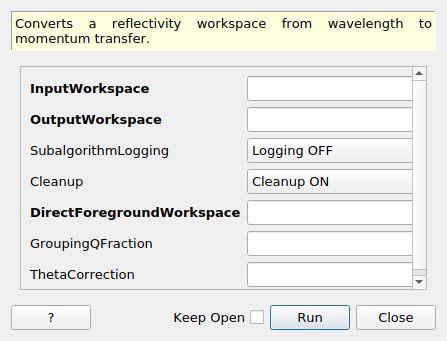 Converts a reflectivity workspace from wavelength to
momentum transfer.
InputWorkspace
OutputWorkspace
SubalgorithmLogging Logging OFF
Cleanup Cleanup ON
DirectForegroundWorkspace
GroupingQFraction
ThetaCorrection
? Keep Open Run Close